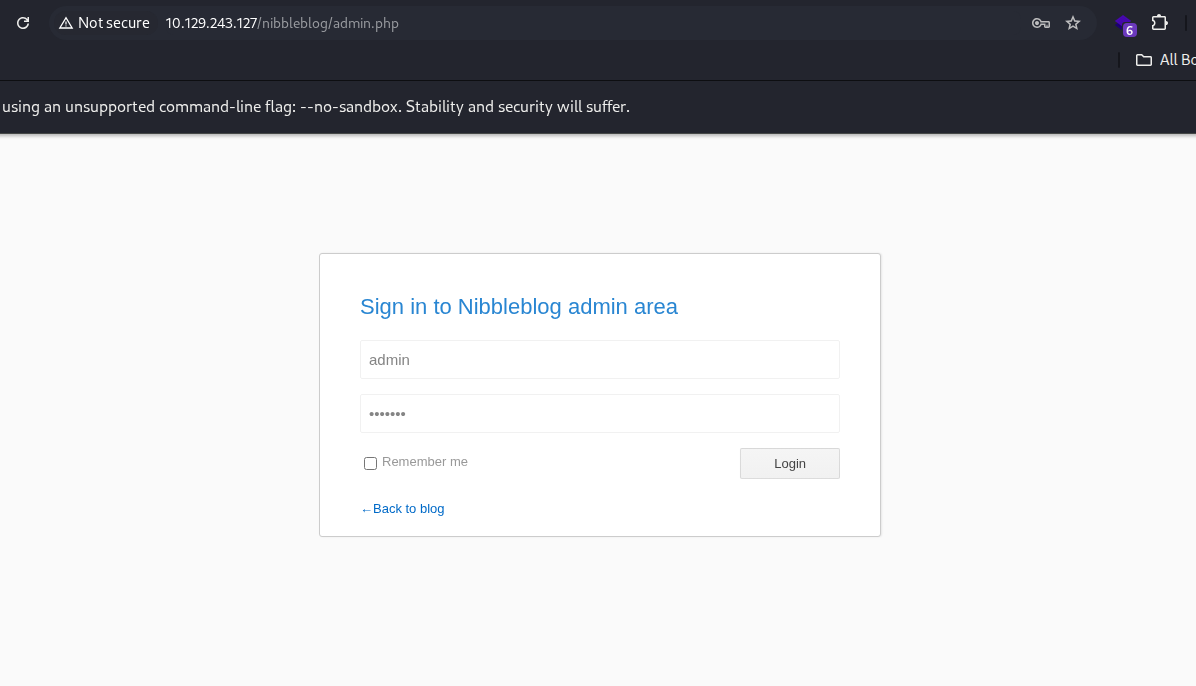 Not secure 10.129.243.127/nibbleblog/admin.php
6
All Bo
using an unsupported command-line flag: --no-sandbox. Stability and security will suffer.
Sign in to Nibbleblog admin area
admin
•••••••
Remember me Login
←Back to blog